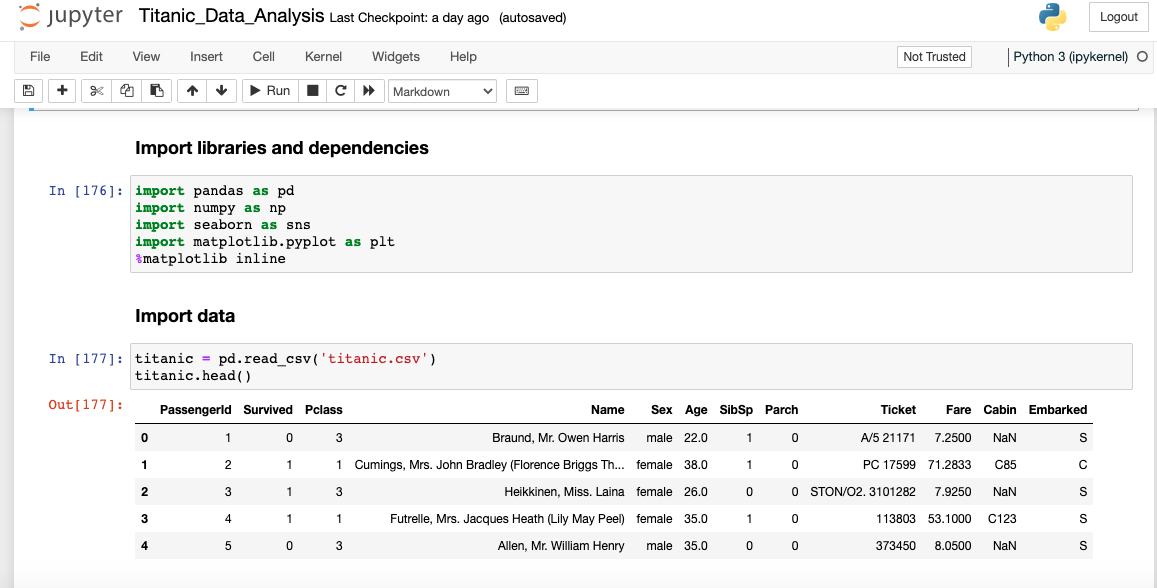 jupyter Titanic_Data_Analysis Last Checkpoint: a day ago (autosaved) Logout
File Edit View Insert Cell Kernel Widgets Help Not Trusted Python 3 (ipykernel)
Run Markdown
Import libraries and dependencies
In [176]: import pandas as pd
import numpy as np
import seaborn as sns
import matplotlib.pyplot as plt
%matplotlib inline
Import data
In [177]: titanic = pd.read_csv('titanic.csv')
titanic.head()
Out[177]: PassengerId Survived Pclass Name Sex Age SibSp Parch Ticket Fare Cabin Embarked
0 1 0 3 Braund, Mr. Owen Harris male 22.0 1 0 A/5 21171 7.2500 NaN S
1 2 1 1 Cumings, Mrs. John Bradley (Florence Briggs Th... female 38.0 1 0 PC 17599 71.2833 C85 C
2 3 1 3 Heikkinen, Miss. Laina female 26.0 0 0 STON/O2. 3101282 7.9250 NaN S
3 4 1 1 Futrelle, Mrs. Jacques Heath (Lily May Peel) female 35.0 1 0 113803 53.1000 C123 S
4 5 0 3 Allen, Mr. William Henry male 35.0 0 0 373450 8.0500 NaN S